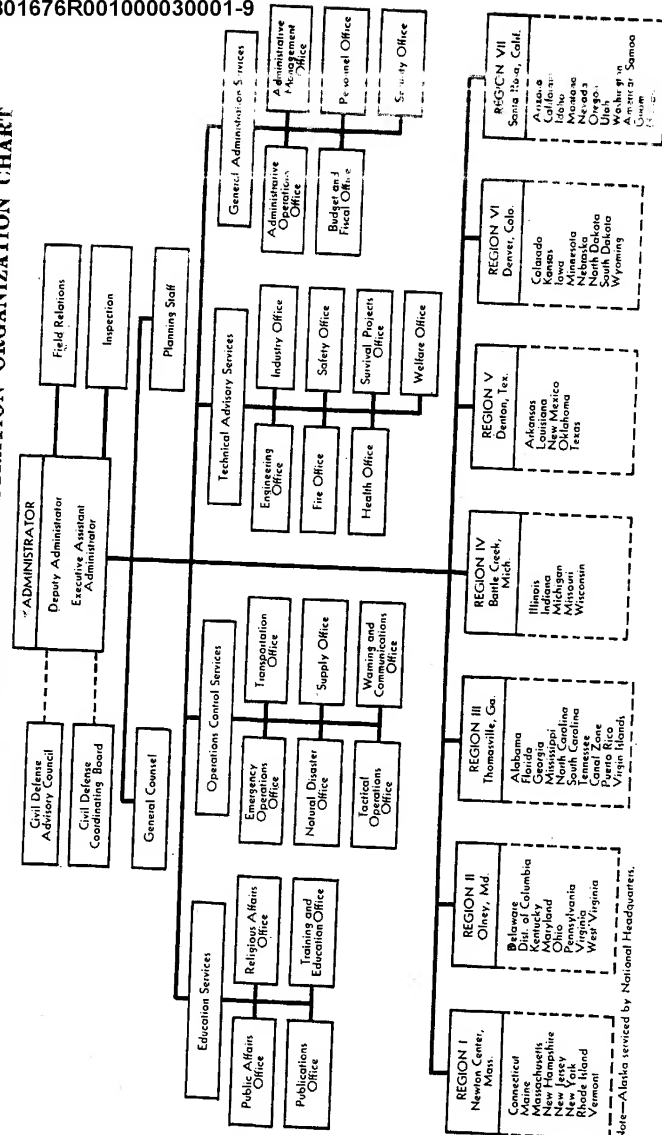 301676R001000030001-9
ORGANIZATION CHART
ADMINISTRATOR
Deputy Administrator
Executive Assistant
Administrator
Field Relations
Inspection
Civil Defense
Advisory Council
Civil Defense
Coordinating Board
General Counsel
Planning Staff
Education Services
Public Affairs
Office
Religious Affairs
Office
Publications
Office
Training and
Education Office
Operations Control Services
Emergency
Operations
Office
Transportation
Office
Natural Disaster
Office
Supply Office
Tactical
Operations
Office
Warning and
Communications
Office
Technical Advisory Services
Engineering
Office
Industry Office
Fire Office
Safety Office
Health Office
Survival Projects
Office
Welfare Office
General Administration Services
Administrative
Operations
Office
Administrative
Management
Office
Budget and
Fiscal Office
Personnel Office
Security Office
REGION I
Newton Center,
Mass.
Connecticut
Maine
Massachusetts
New Hampshire
New Jersey
New York
Rhode Island
Vermont
REGION II
Olney, Md.
Delaware
Dist. of Columbia
Kentucky
Maryland
Ohio
Pennsylvania
Virginia
West Virginia
REGION III
Thomasville, Ga.
Alabama
Florida
Georgia
Mississippi
North Carolina
South Carolina
Tennessee
Canal Zone
Puerto Rico
Virgin Islands
REGION IV
Battle Creek,
Mich.
Illinois
Indiana
Michigan
Missouri
Wisconsin
REGION V
Denton, Tex.
Arkansas
Louisiana
New Mexico
Oklahoma
Texas
REGION VI
Denver, Colo.
Colorado
Kansas
Iowa
Minnesota
Nebraska
North Dakota
South Dakota
Wyoming
REGION VII
Santa Rosa, Calif.
Arizona
California
Idaho
Montana
Nevada
Oregon
Utah
Washington
American Samoa
Guam
Note—Alaska serviced by National Headquarters.